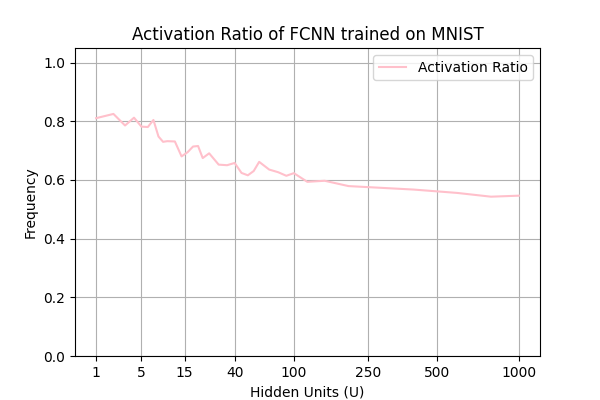 Activation Ratio of FCNN trained on MNIST
Activation Ratio
1.0
0.8
0.6
0.4
0.2
0.0
Frequency
1 5 15 40 100 250 500 1000
Hidden Units (U)